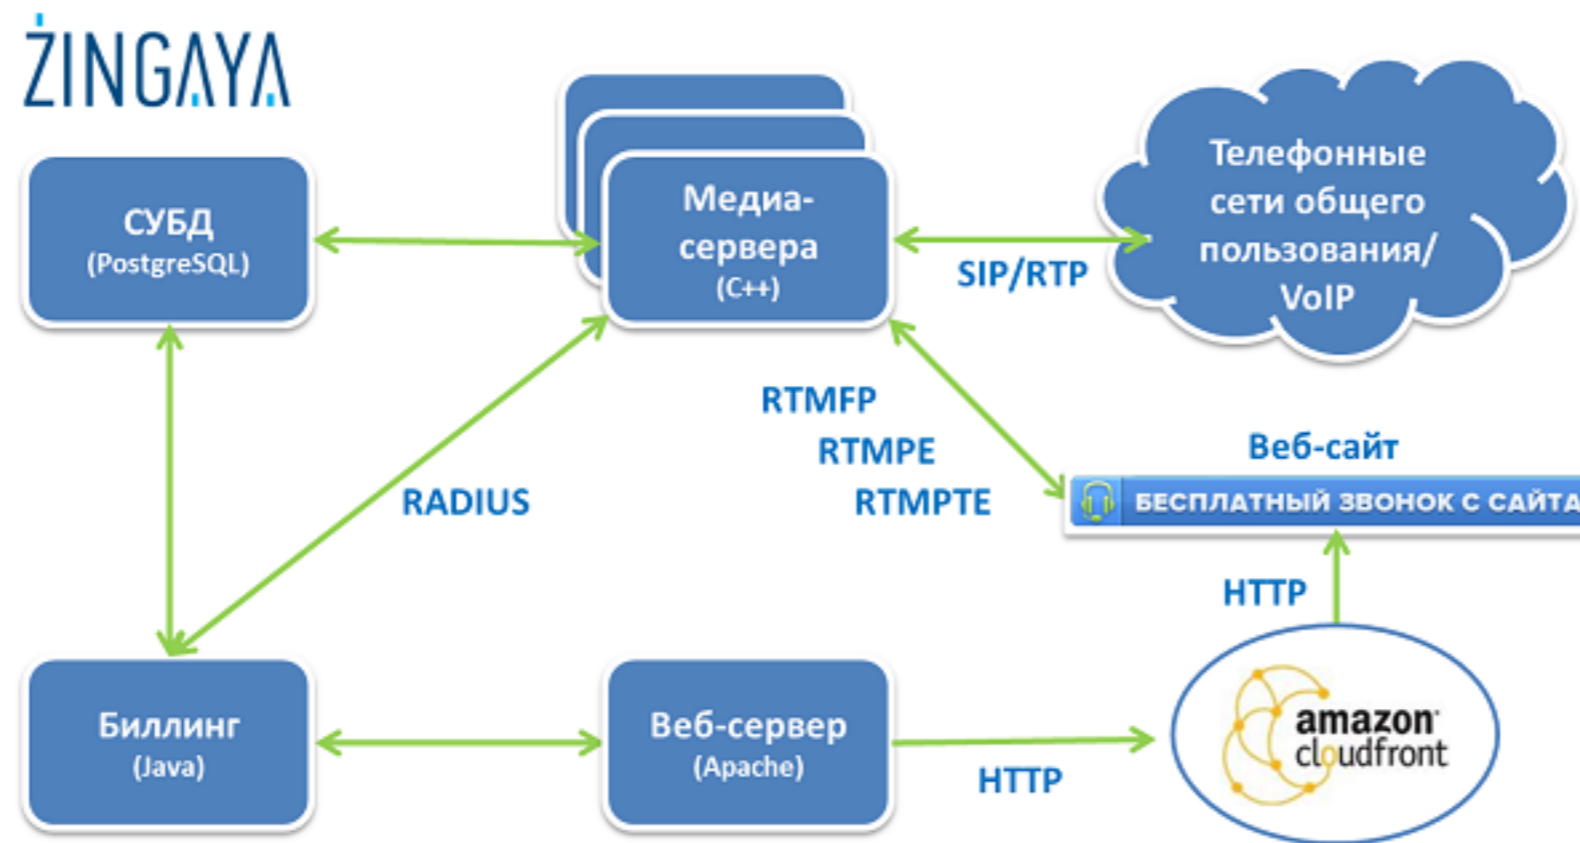 ZINGAYA
СУБД
(PostgreSQL)
Медиа-
сервера
(C++)
Телефонные
сети общего
пользования/
VoIP
SIP/RTP
RTMFP
RTMPE
RTMPTE
RADIUS
Веб-сайт
БЕСПЛАТНЫЙ ЗВОНОК С САЙТА
HTTP
Биллинг
(Java)
Веб-сервер
(Apache)
HTTP
amazon
cloudfront